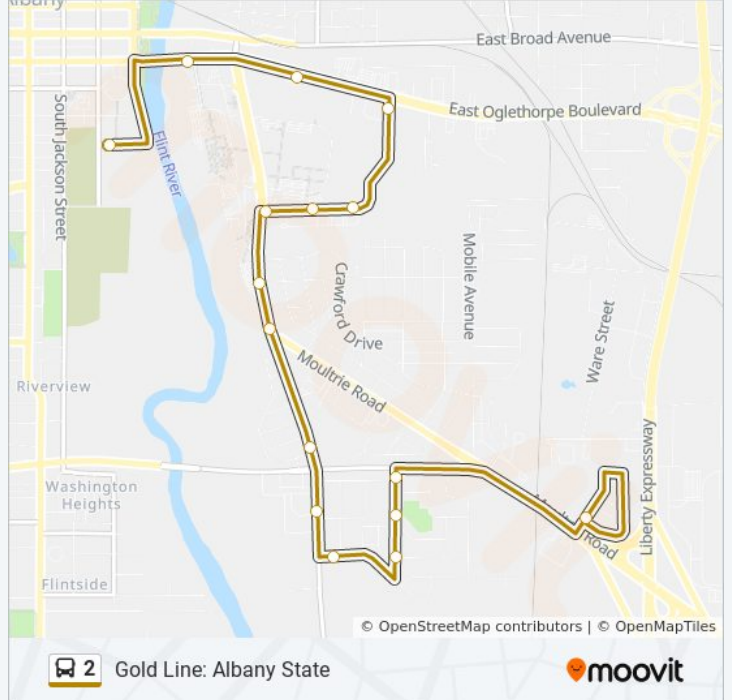 Albany
East Broad Avenue
East Oglethorpe Boulevard
South Jackson Street
Flint River
Mobile Avenue
Crawford Drive
Ware Street
Moultrie Road
Riverview
Liberty Expressway
Washington
Heights
Road
Flintside
© OpenStreetMap contributors | © OpenMapTiles
2 Gold Line: Albany State
moovit